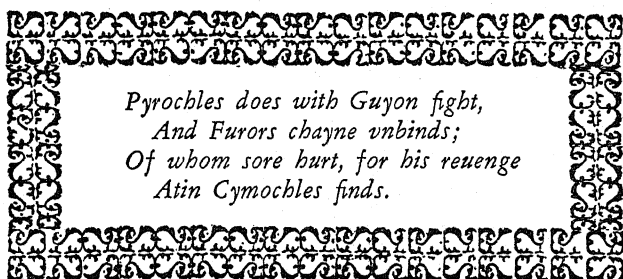 Pyrochles does with Guyon fight,
And Furors chayne vnbinds;
Of whom sore hurt, for his reuenge
Atin Cymochles finds.